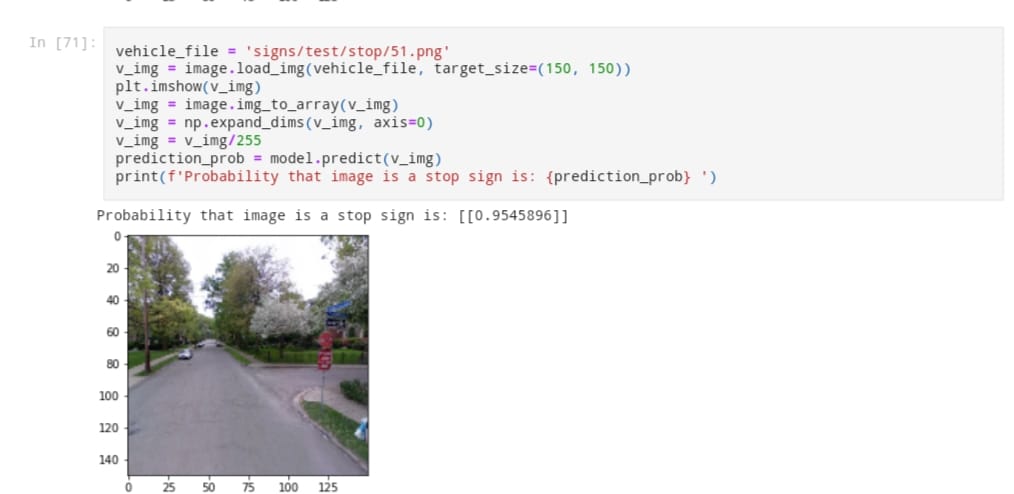 In [71]:
vehicle_file = 'signs/test/stop/51.png'
v_img = image.load_img(vehicle_file, target_size=(150, 150))
plt.imshow(v_img)
v_img = image.img_to_array(v_img)
v_img = np.expand_dims(v_img, axis=0)
v_img = v_img/255
prediction_prob = model.predict(v_img)
print(f'Probability that image is a stop sign is: {prediction_prob} ')
Probability that image is a stop sign is: [[0.9545896]]
0
20
40
60
80
100
120
140
0 25 50 75 100 125